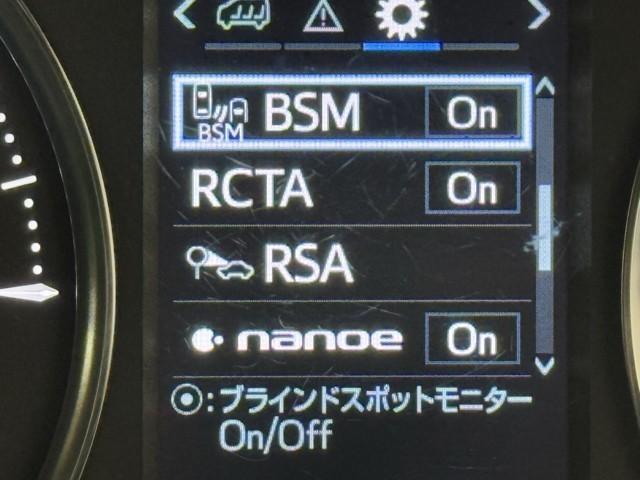 BSM BSM On
RCTA On
RSA
nanoe On
⦿:ブラインドスポットモニター
On/Off